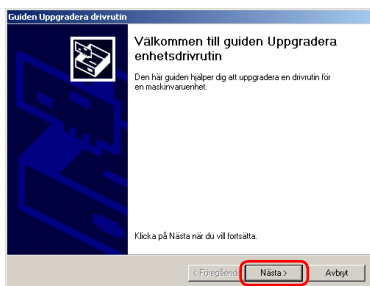 Guiden Uppgradera drivrutin
Välkommen till guiden Uppgradera
enhetsdrivrutin
Den här guiden hjälper dig att uppgradera en drivrutin för
en maskinvaruenhet.
Klicka på Nästa när du vill fortsätta.
< Föregående Nästa > Avbryt